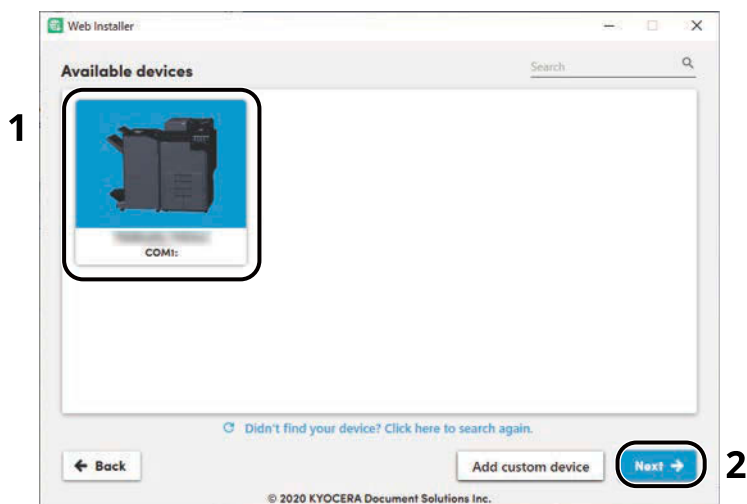 Web Installer
Available devices
Search
1
COM1:
Didn't find your device? Click here to search again.
Back
Add custom device
Next
2
© 2020 KYOCERA Document Solutions Inc.